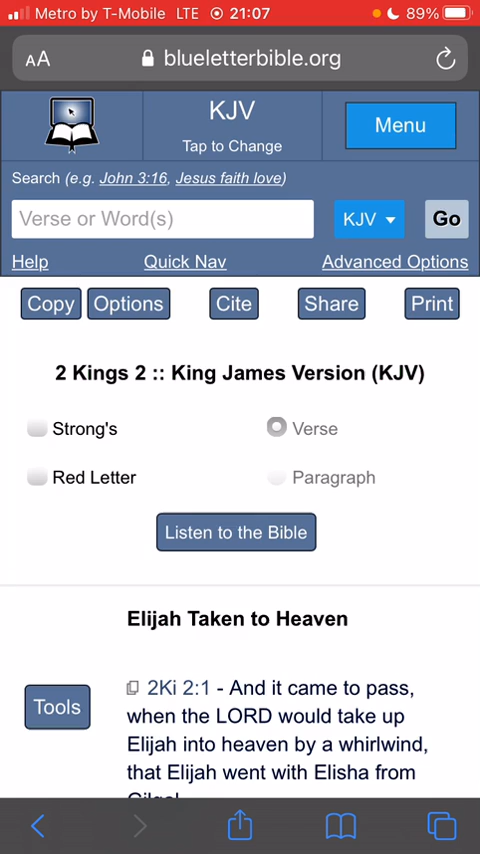 Metro by T-Mobile LTE 21:07 89%
AA blueletterbible.org
KJV
Tap to Change
Menu
Search (e.g. John 3:16, Jesus faith love)
Verse or Word(s) KJV Go
Help Quick Nav Advanced Options
Copy Options Cite Share Print
2 Kings 2 :: King James Version (KJV)
Strong's Verse
Red Letter Paragraph
Listen to the Bible
Elijah Taken to Heaven
Tools
2Ki 2:1 - And it came to pass,
when the LORD would take up
Elijah into heaven by a whirlwind,
that Elijah went with Elisha from